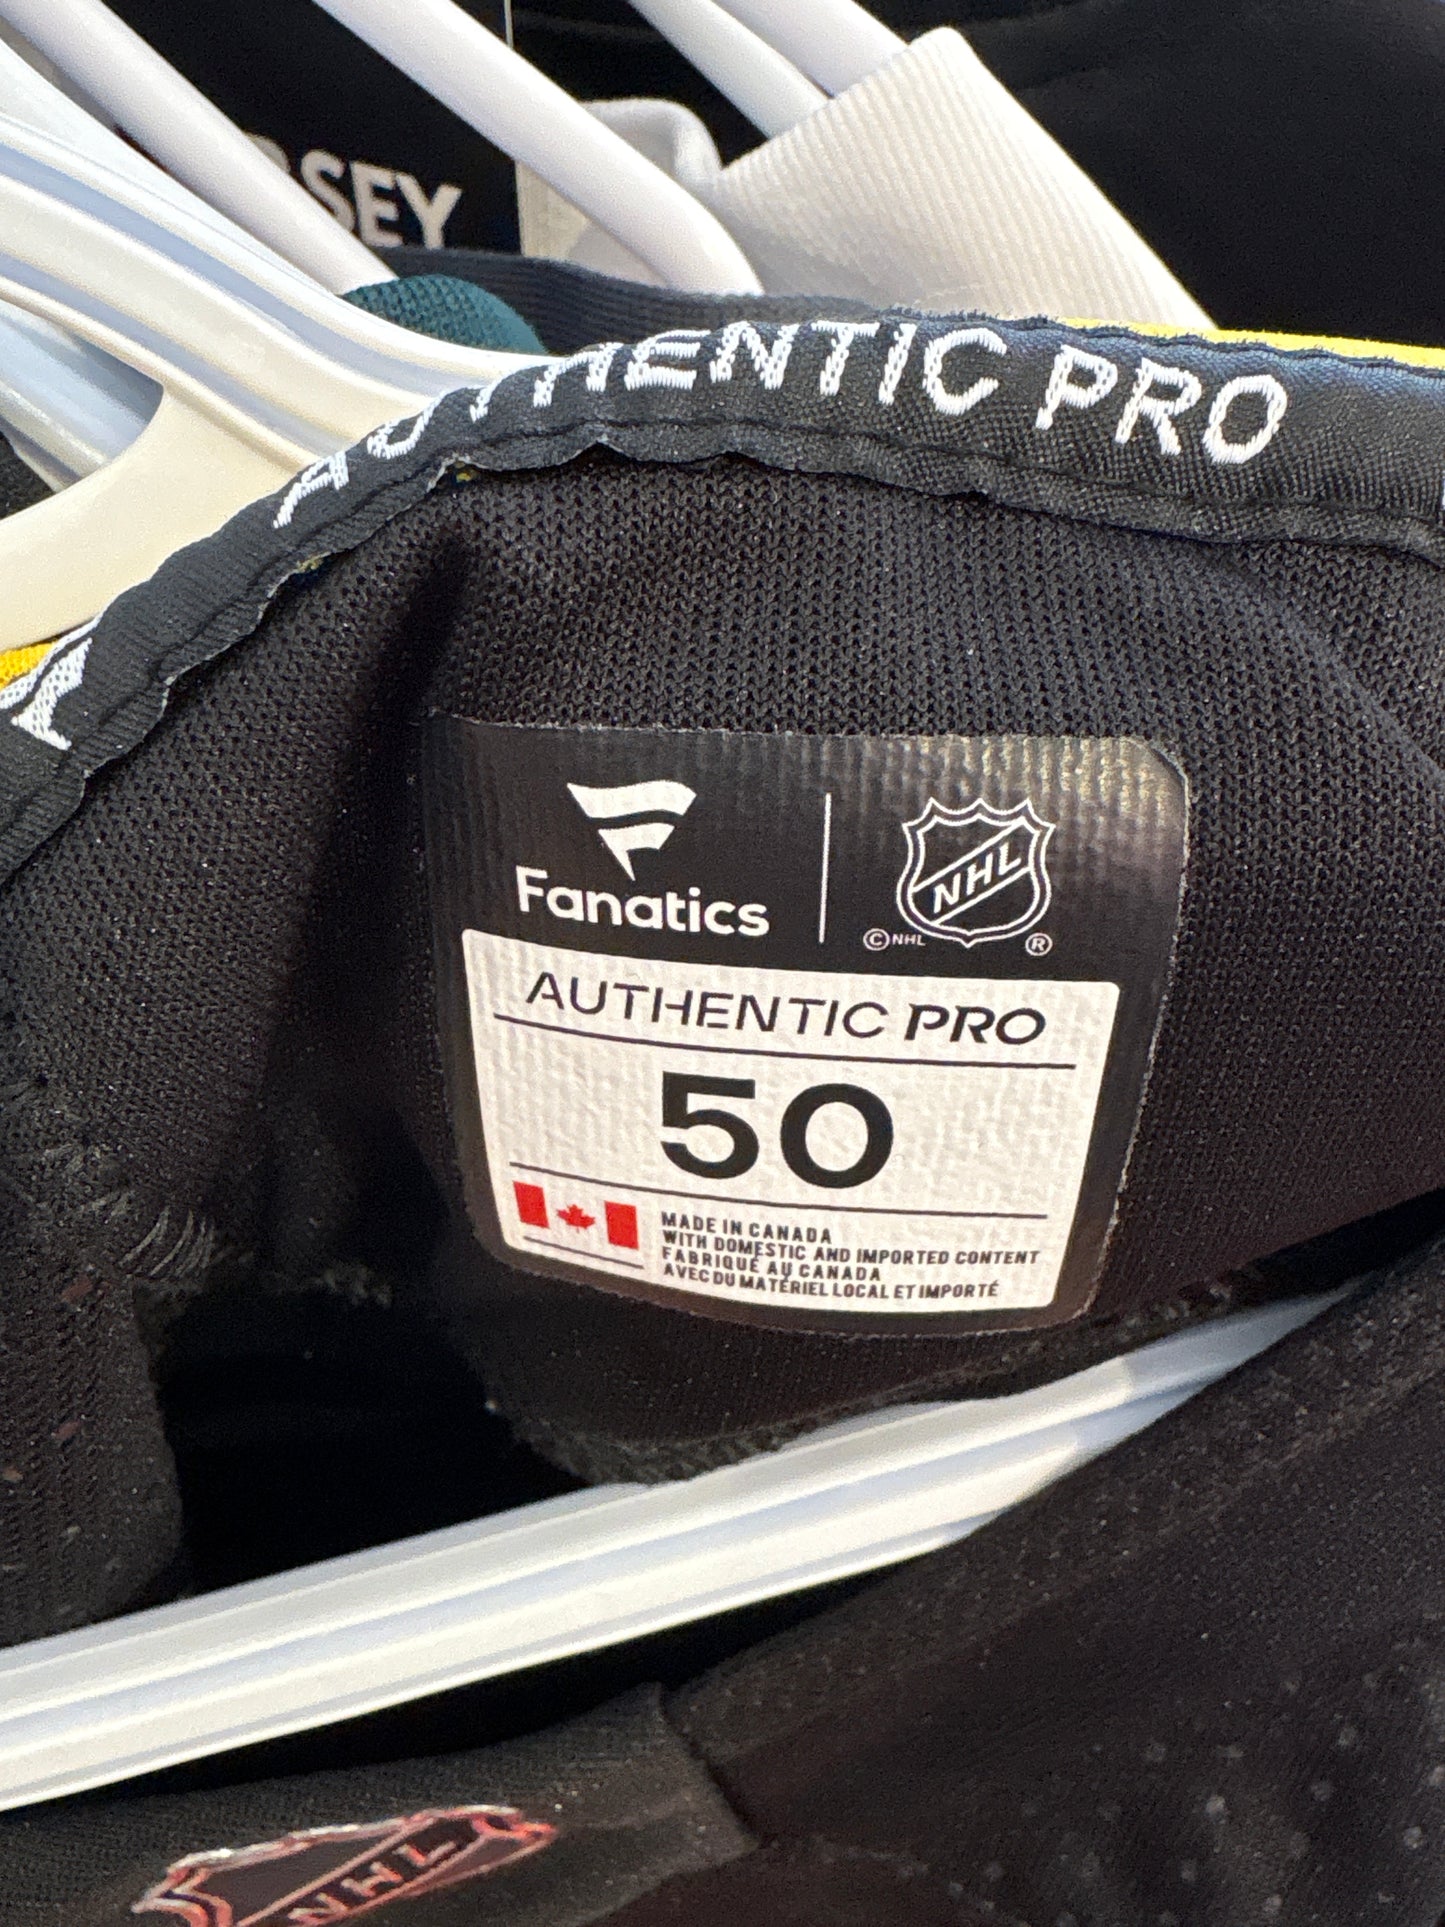 AUTHENTIC PRO
Fanatics
NHL
© NHL ®
AUTHENTIC PRO
50
MADE IN CANADA
WITH DOMESTIC AND IMPORTED CONTENT
FABRIQUÉ AU CANADA
AVEC DU MATÉRIEL LOCAL ET IMPORTÉ
NHL